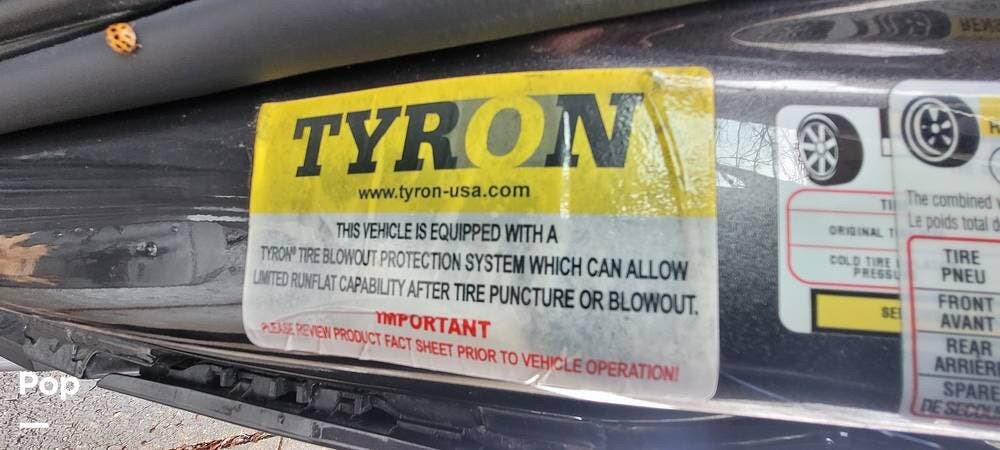 TYRON
www.tyron-usa.com
THIS VEHICLE IS EQUIPPED WITH A
TYRON® TIRE BLOWOUT PROTECTION SYSTEM WHICH CAN ALLOW
LIMITED RUNFLAT CAPABILITY AFTER TIRE PUNCTURE OR BLOWOUT.
IMPORTANT
PLEASE REVIEW PRODUCT FACT SHEET PRIOR TO VEHICLE OPERATION!
ORIGINAL
COLD TIRE
The combined
Le poids total
TIRE
PNEU
FRONT
AVANT
REAR
ARRIÈRE
SPARE
DE SECOURS
Pop